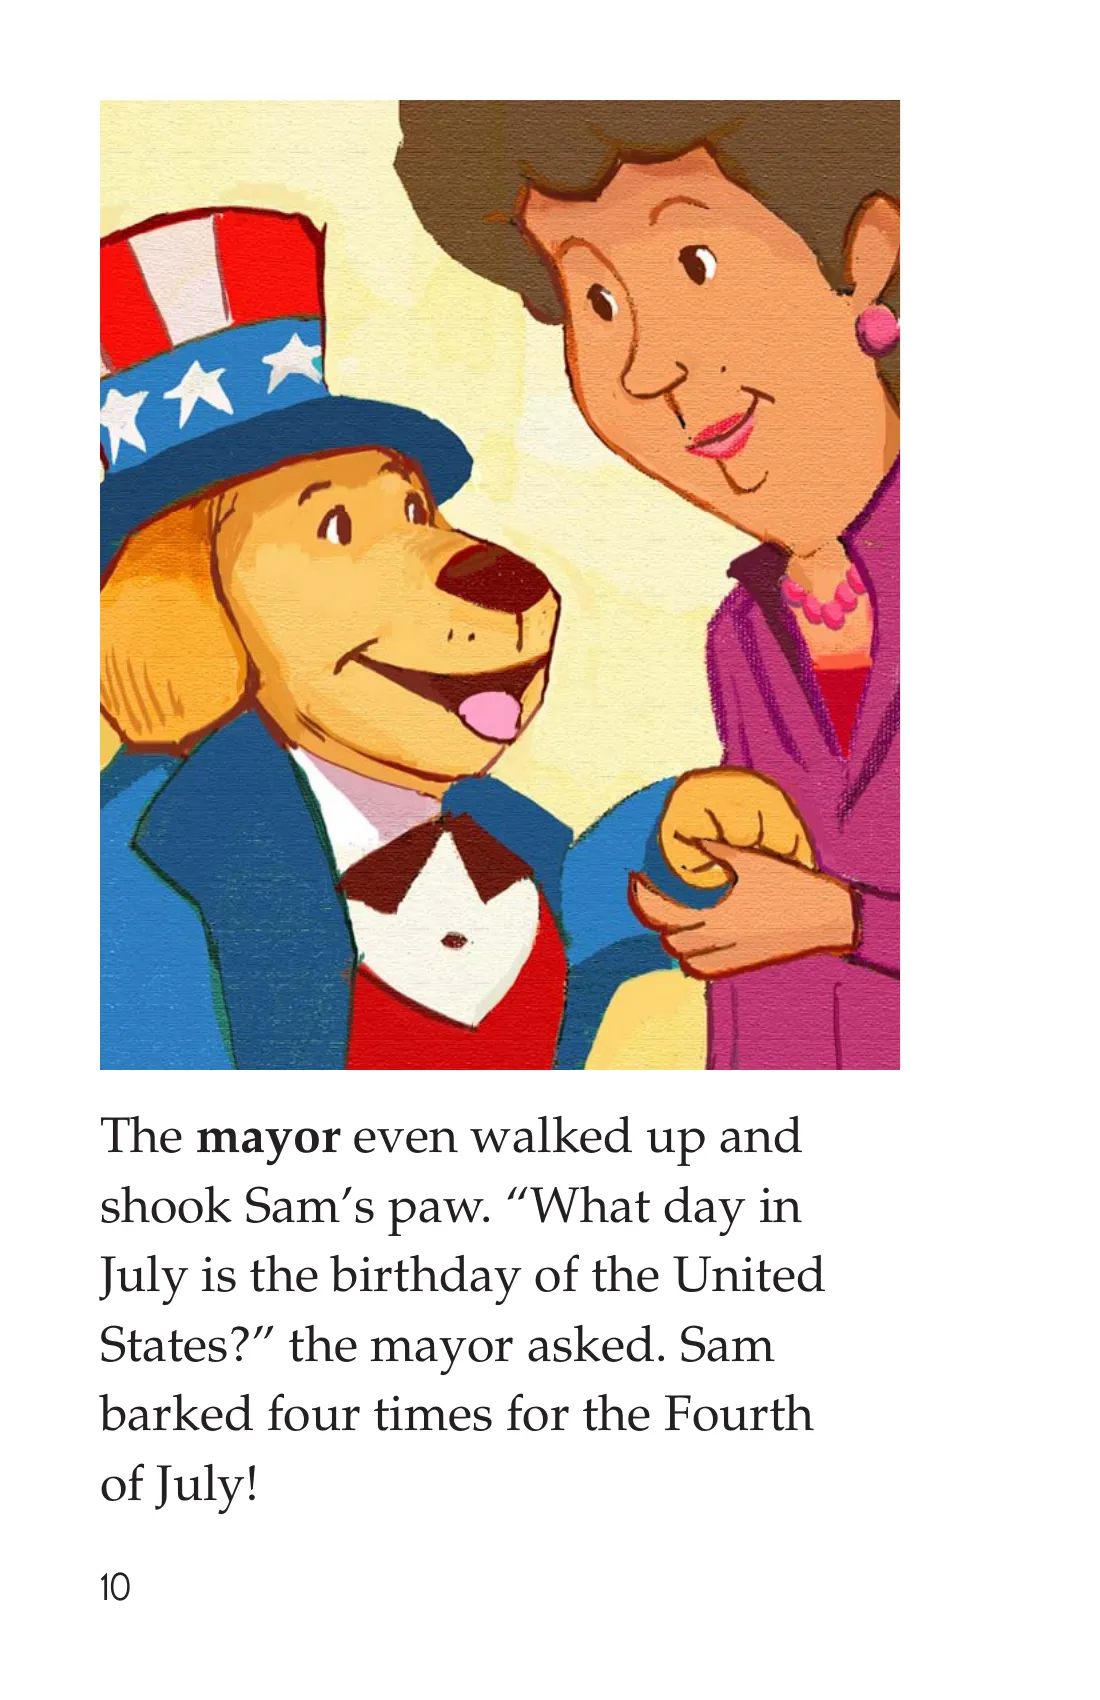 The mayor even walked up and
shook Sam’s paw. “What day in
July is the birthday of the United
States?” the mayor asked. Sam
barked four times for the Fourth
of July!
10